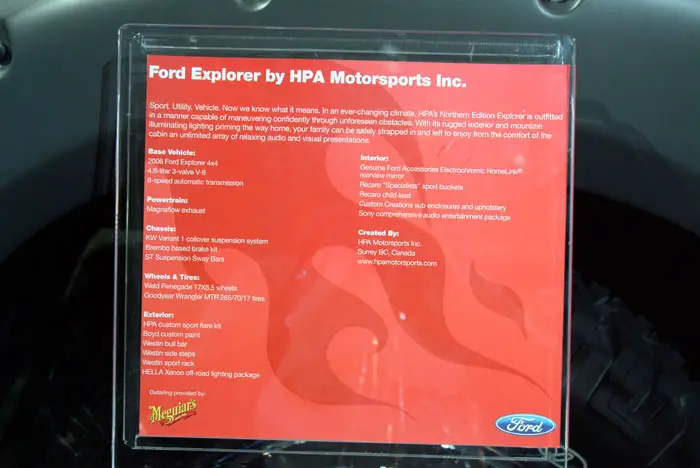 Ford Explorer by HPA Motorsports Inc.
Sport. Utility. Vehicle. Now we know what it means. In an ever-changing climate, HPA's Northern Edition Explorer is outfitted
in a manner capable of maneuvering confidently through unforeseen obstacles. With its rugged exterior and mountain
illuminating lighting priming the way home, your family can be safely strapped in and left to enjoy from the comfort of the
cabin an unlimited array of relaxing audio and visual presentations.
Base Vehicle:
2006 Ford Explorer 4x4
4.6-liter 3-valve V-8
6-speed automatic transmission
Powertrain:
Magnaflow exhaust
Chassis:
KW Variant 1 coilover suspension system
Brembo based brake kit
ST Suspension Sway Bars
Wheels & Tires:
Weld Renegade 17X8.5 wheels
Goodyear Wrangler MTR 265/70/17 tires
Exterior:
HPA custom sport flare kit
Boyd custom paint
Westin bull bar
Westin side steps
Westin sport rack
HELLA Xenon off-road lighting package
Interior:
Genuine Ford Accessories Electrochromic HomeLink®
rearview mirror
Recaro "Specialists" sport buckets
Recaro child seat
Custom Creations sub enclosures and upholstery
Sony comprehensive audio entertainment package
Created By:
HPA Motorsports Inc.
Surrey BC, Canada
www.hpamotorsports.com
Detailing provided by:
Meguiar's
Ford